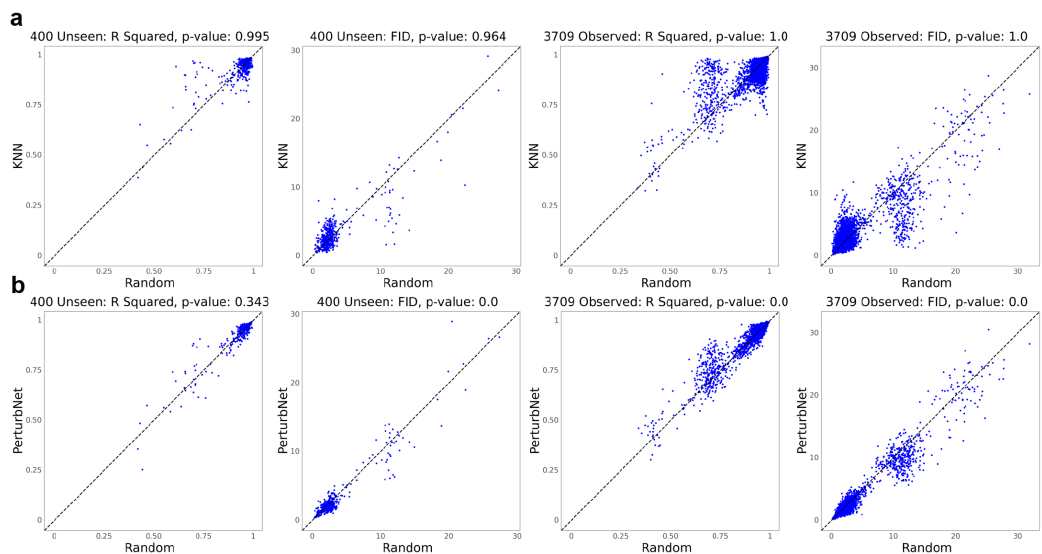 a
400 Unseen: R Squared, p-value: 0.995
400 Unseen: FID, p-value: 0.964
3709 Observed: R Squared, p-value: 1.0
3709 Observed: FID, p-value: 1.0
KNN
1
0.75
0.50
0.25
0
0 0.25 0.50 0.75 1
Random
KNN
30
20
10
0
0 10 20 30
Random
KNN
1
0.75
0.50
0.25
0
0 0.25 0.50 0.75 1
Random
KNN
30
20
10
0
0 10 20 30
Random
b
400 Unseen: R Squared, p-value: 0.343
400 Unseen: FID, p-value: 0.0
3709 Observed: R Squared, p-value: 0.0
3709 Observed: FID, p-value: 0.0
PerturbNet
1
0.75
0.50
0.25
0
0 0.25 0.50 0.75 1
Random
PerturbNet
30
20
10
0
0 10 20 30
Random
PerturbNet
1
0.75
0.50
0.25
0
0 0.25 0.50 0.75 1
Random
PerturbNet
30
20
10
0
0 10 20 30
Random